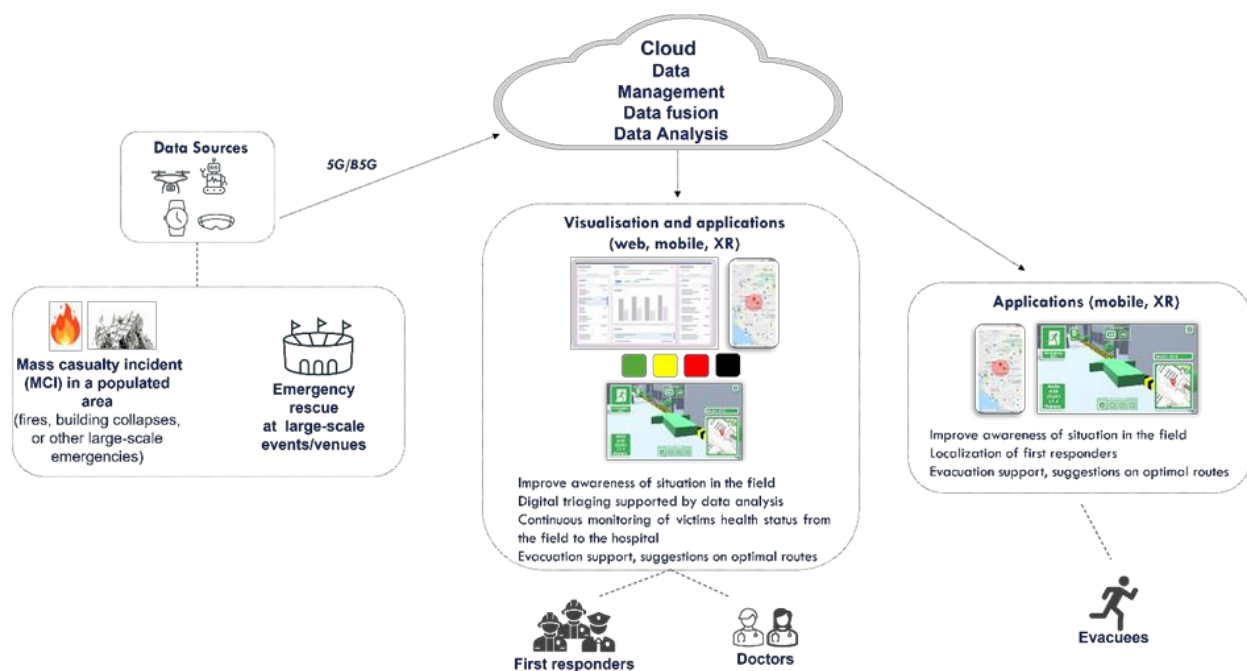 Cloud
Data
Management
Data fusion
Data Analysis
Data Sources
5G/B5G
Mass casualty incident
(MCI) in a populated
area
(fires, building collapses,
or other large-scale
emergencies)
Emergency
rescue
at large-scale
events/venues
Visualisation and applications
(web, mobile, XR)
Improve awareness of situation in the field
Digital triaging supported by data analysis
Continuous monitoring of victims health status from
the field to the hospital
Evacuation support, suggestions on optimal routes
First responders
Doctors
Applications (mobile, XR)
Improve awareness of situation in the field
Localization of first responders
Evacuation support, suggestions on optimal routes
Evacuees